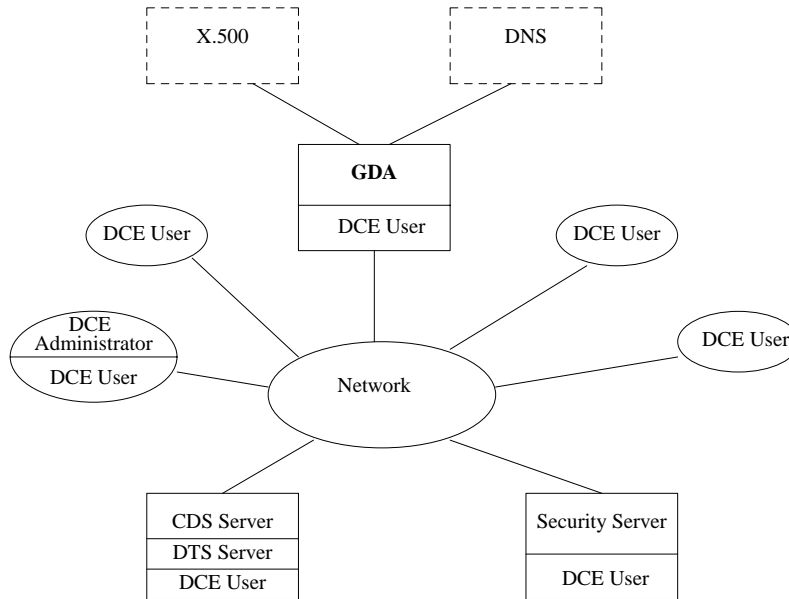 X.500
DNS
GDA
DCE User
DCE User
DCE User
DCE
Administrator
DCE User
DCE User
Network
CDS Server
DTS Server
DCE User
Security Server
DCE User